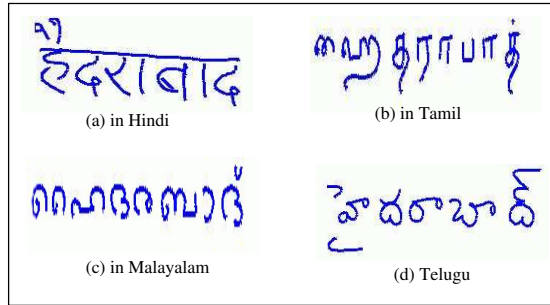 हैदराबाद ஹைதராபாத்
(a) in Hindi (b) in Tamil
ഹൈദരബാദ് హైదరాబాద్
(c) in Malayalam (d) Telugu